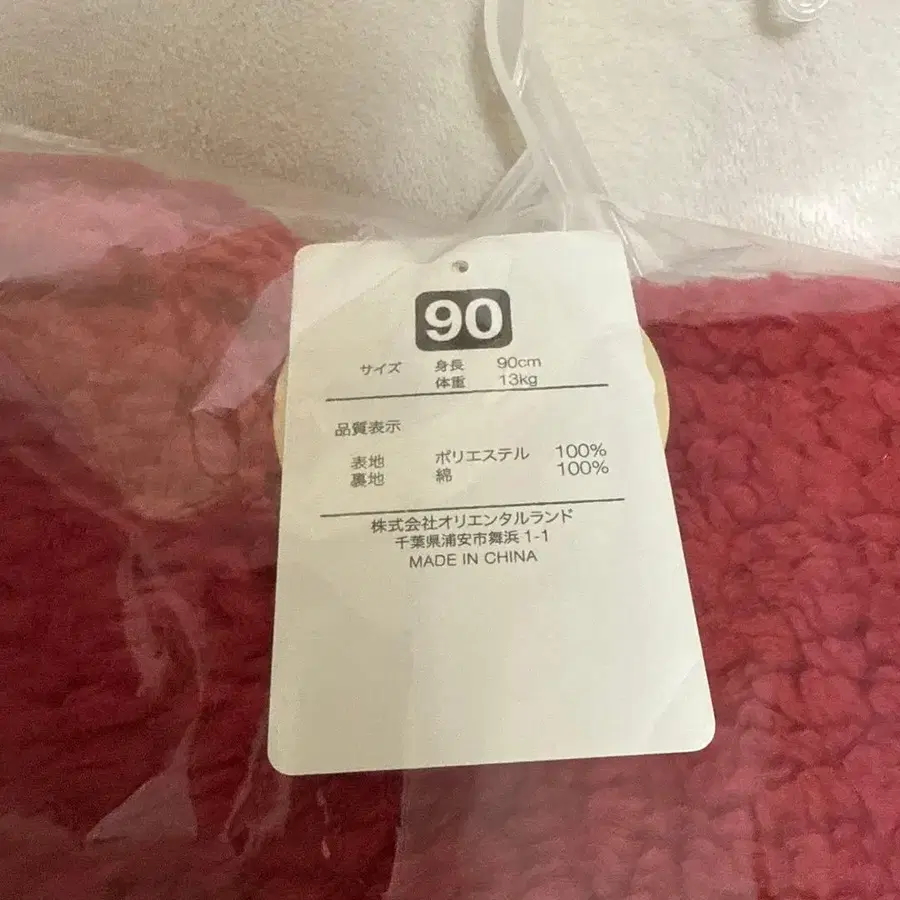 90
サイズ 身長 90cm
体重 13kg
品質表示
表地 ポリエステル 100%
裏地 綿 100%
株式会社オリエンタルランド
千葉県浦安市舞浜 1-1
MADE IN CHINA